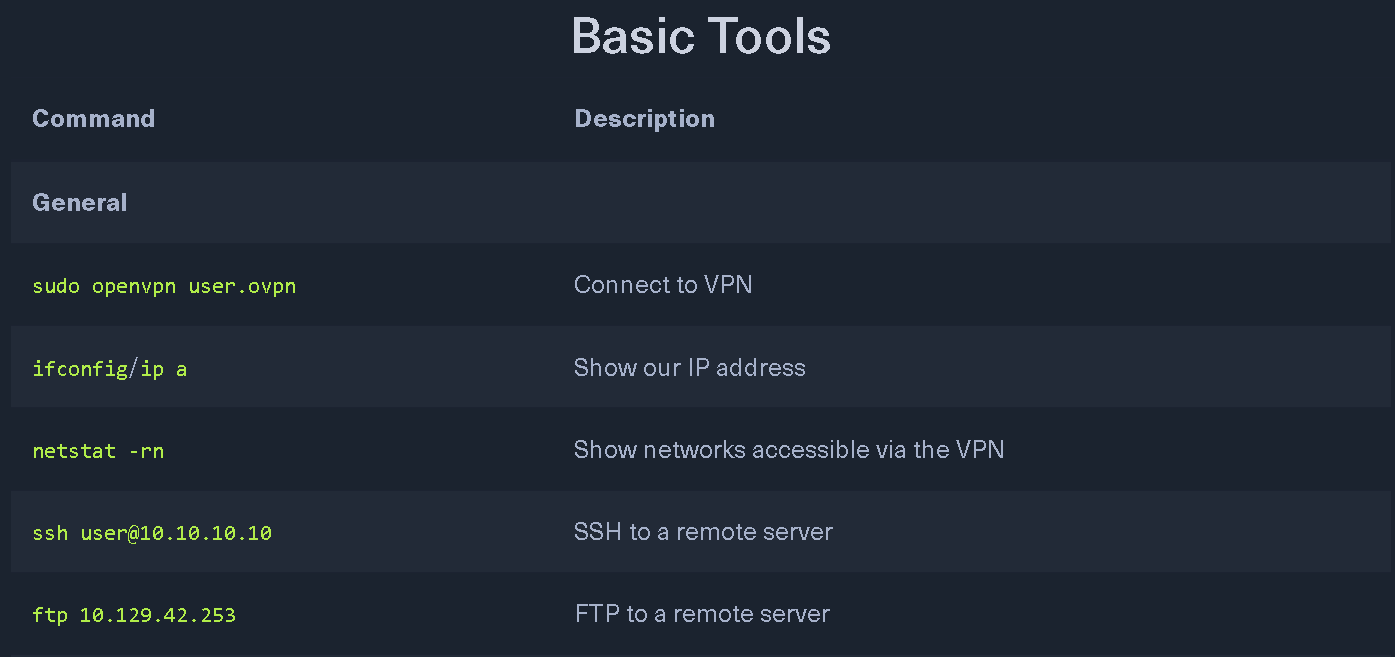 Basic Tools
Command Description
General
sudo openvpn user.ovpn Connect to VPN
ifconfig/ip a Show our IP address
netstat -rn Show networks accessible via the VPN
ssh user@10.10.10.10 SSH to a remote server
ftp 10.129.42.253 FTP to a remote server